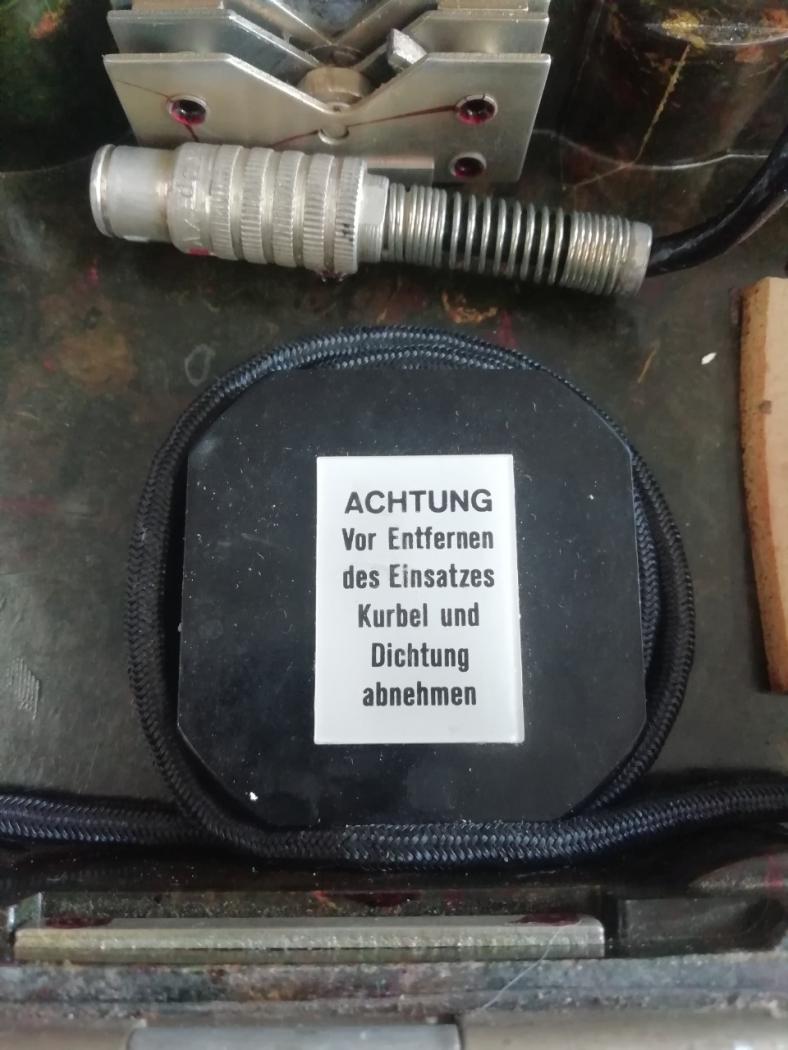 ACHTUNG
Vor Entfernen
des Einsatzes
Kurbel und
Dichtung
abnehmen